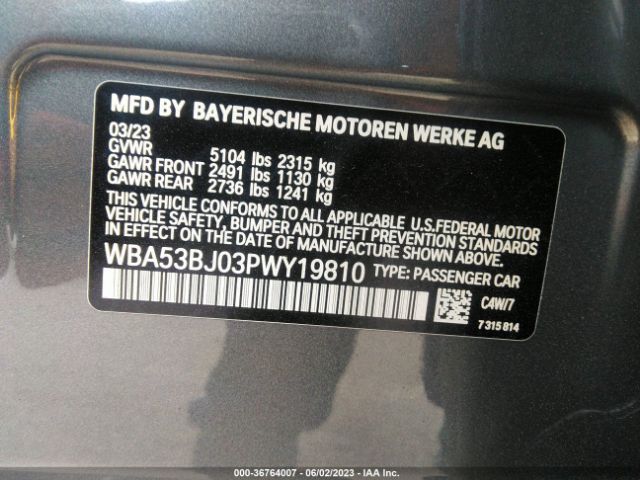 MFD BY BAYERISCHE MOTOREN WERKE AG
03/23
GVWR 5104 lbs 2315 kg
GAWR FRONT 2491 lbs 1130 kg
GAWR REAR 2736 lbs 1241 kg
THIS VEHICLE CONFORMS TO ALL APPLICABLE U.S.FEDERAL MOTOR
VEHICLE SAFETY, BUMPER AND THEFT PREVENTION STANDARDS
IN EFFECT ON THE DATE OF MANUFACTURE SHOWN ABOVE.
WBA53BJ03PWY19810 TYPE: PASSENGER CAR
C4W/7
7315814
000-36764007 - 06/02/2023 - IAA Inc.